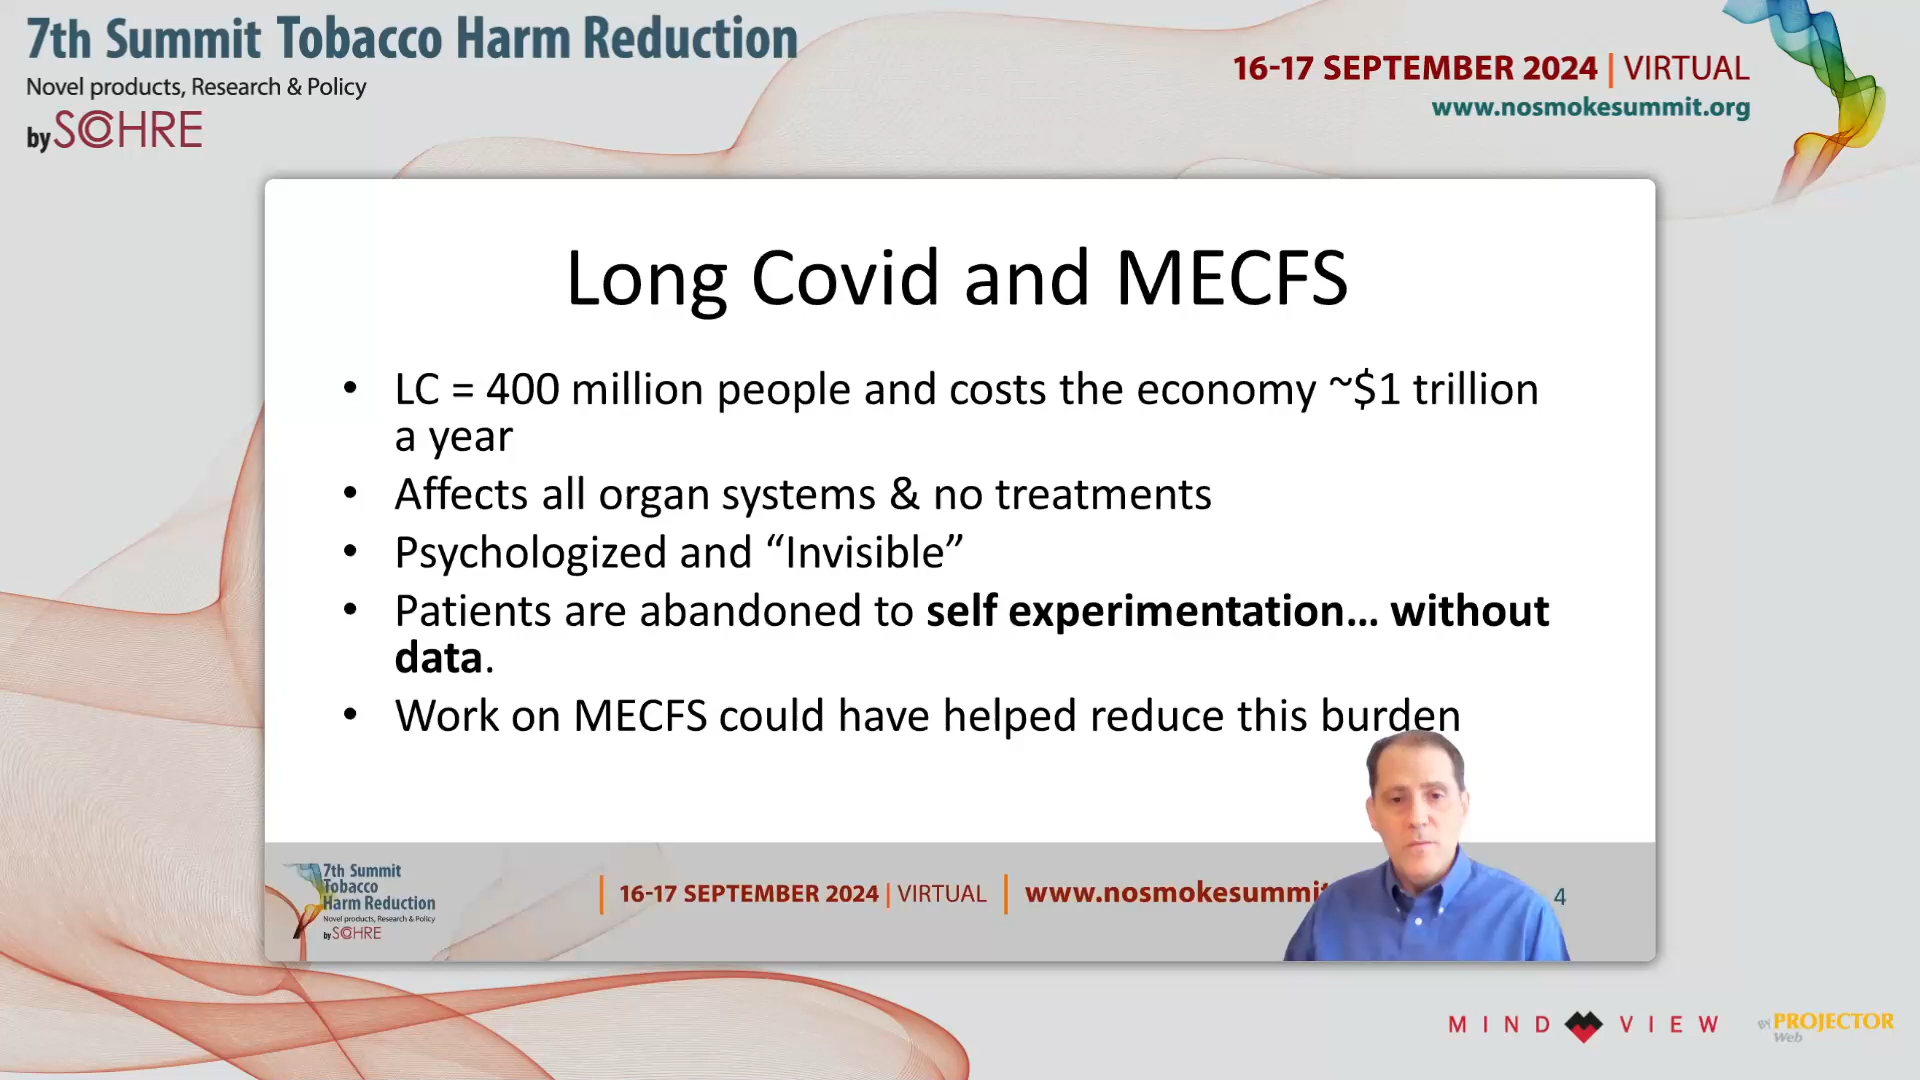 7th Summit Tobacco Harm Reduction
Novel products, Research & Policy
by SCOHRE
16-17 SEPTEMBER 2024 | VIRTUAL
www.nosmokesummit.org
Long Covid and MECFS
• LC = 400 million people and costs the economy ~$1 trillion
a year
• Affects all organ systems & no treatments
• Psychologized and “Invisible”
• Patients are abandoned to self experimentation... without
data.
• Work on MECFS could have helped reduce this burden
7th Summit
Tobacco
Harm Reduction
Novel products, Research & Policy
by SCOHRE
16-17 SEPTEMBER 2024 | VIRTUAL
www.nosmokesummit
4
MIND VIEW
BY PROJECTOR
Web